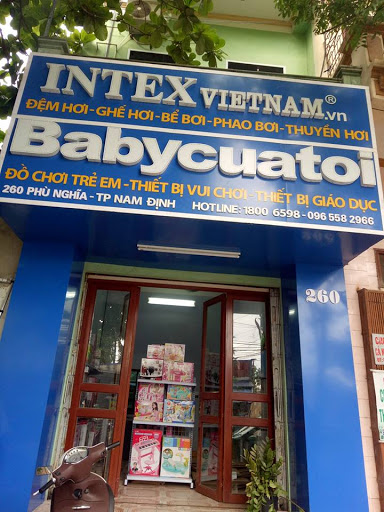 INTEX VIETNAM®.vn
ĐỆM HƠI-GHẾ HƠI-BỂ BƠI-PHAO BƠI-THUYỀN HƠI
Babycuatoi
ĐỒ CHƠI TRẺ EM -THIẾT BỊ VUI CHƠI -THIẾT BỊ GIÁO DỤC
260 PHÙ NGHĨA - TP NAM ĐỊNH HOTLINE: 1800 6598 - 096 558 2966
260